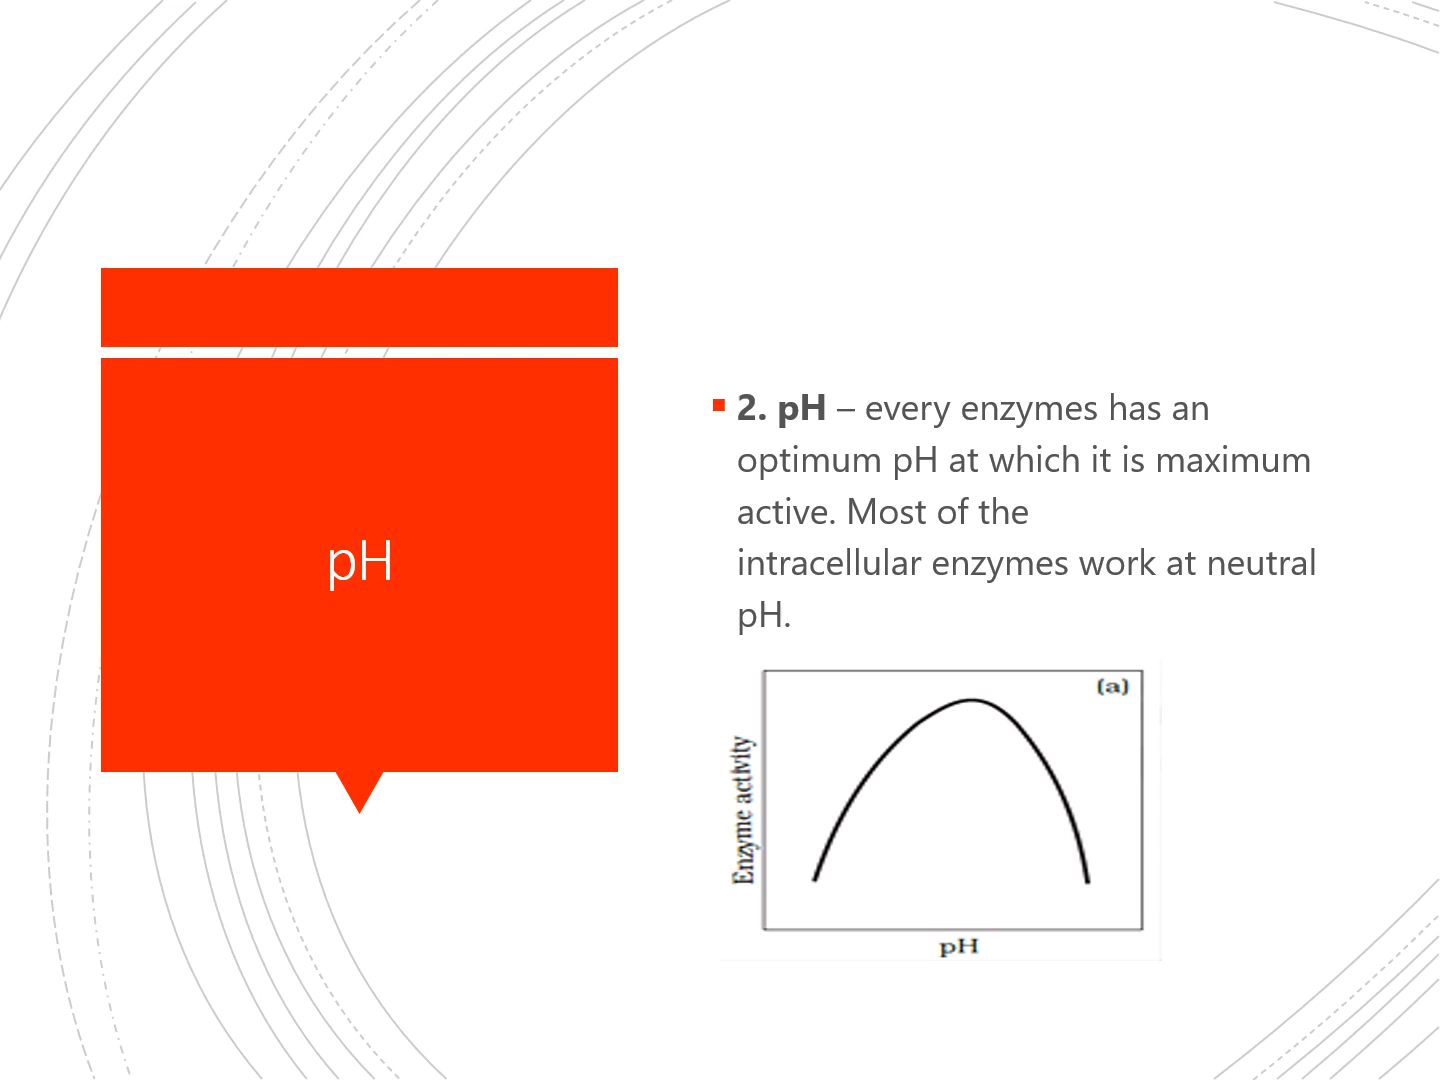 pH
2. pH – every enzymes has an
optimum pH at which it is maximum
active. Most of the
intracellular enzymes work at neutral
pH.
(a)
Enzyme activity
pH